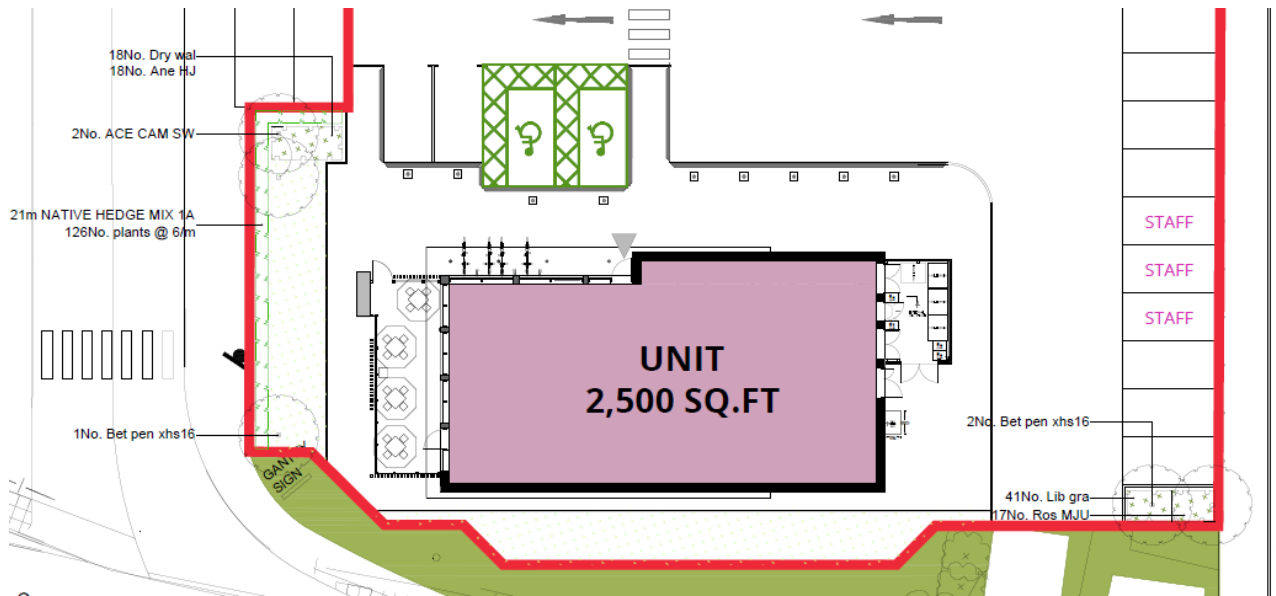 18No. Dry wal
18No. Ane HJ
2No. ACE CAM SW
21m NATIVE HEDGE MIX 1A
126No. plants @ 6/m
STAFF
STAFF
STAFF
UNIT
2,500 SQ.FT
1No. Bet pen xhs16
2No. Bet pen xhs16
SIGN
41No. Lib gra
17No. Ros MJU